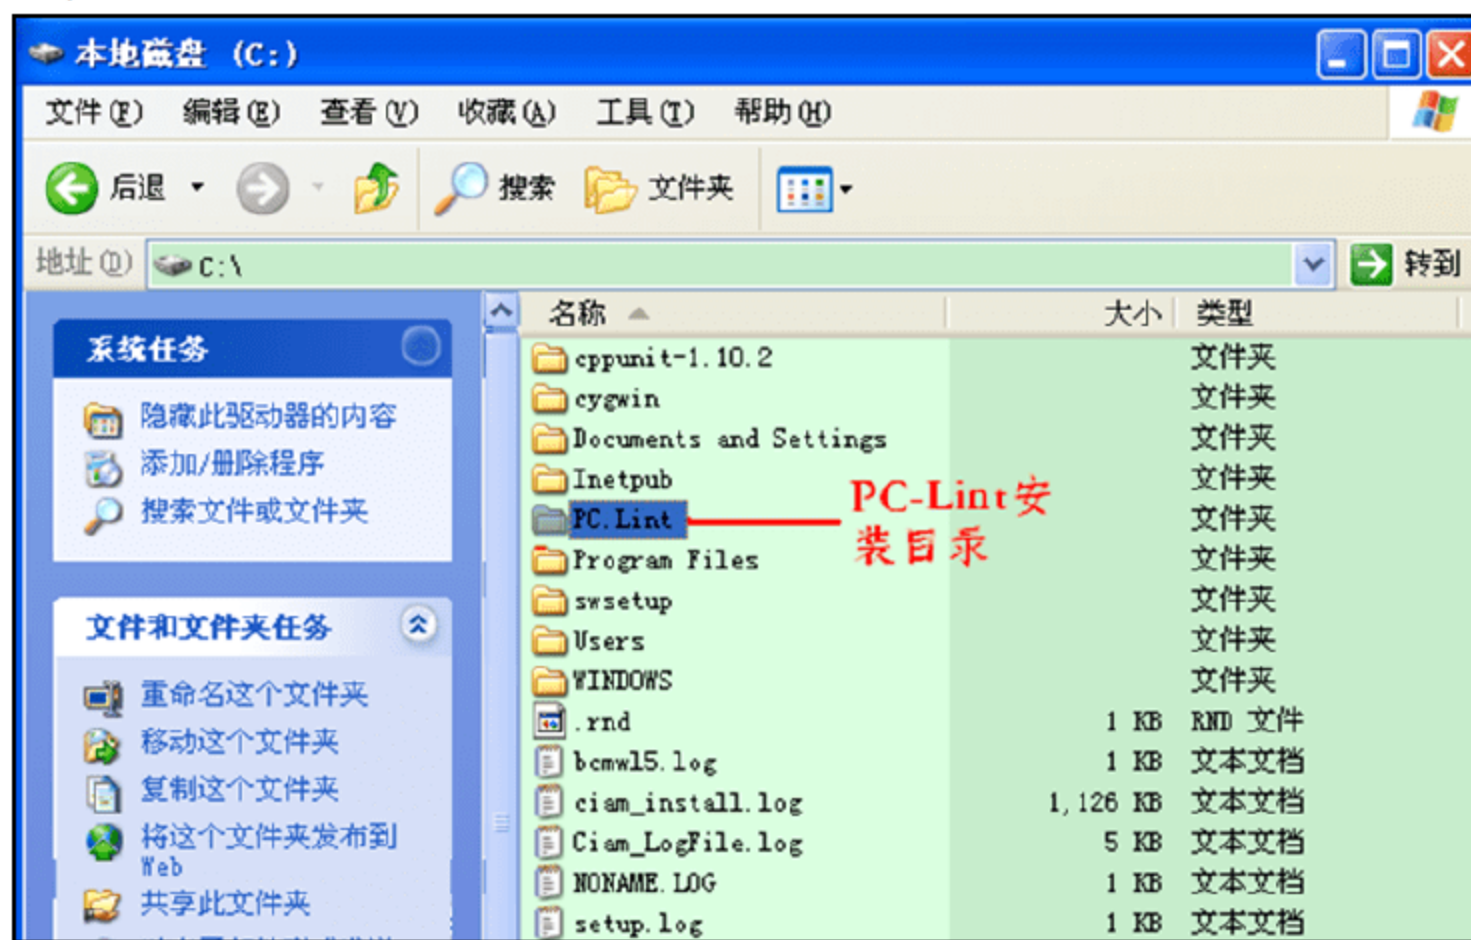 本地磁盘 (C:)
文件(F) 编辑(E) 查看(V) 收藏(A) 工具(T) 帮助(H)
后退 搜索 文件夹
地址(D) C:\ 转到
系统任务
隐藏此驱动器的内容
添加/删除程序
搜索文件或文件夹
文件和文件夹任务
重命名这个文件夹
移动这个文件夹
复制这个文件夹
将这个文件夹发布到
Web
共享此文件夹
名称 大小 类型
cppunit-1.10.2 文件夹
cygwin 文件夹
Documents and Settings 文件夹
Inetpub 文件夹
PC.Lint 文件夹
PC-Lint安
装目录
Program Files 文件夹
swsetup 文件夹
Users 文件夹
WINDOWS 文件夹
.rnd 1 KB RND 文件
bcmwl5.log 1 KB 文本文档
ciam_install.log 1,126 KB 文本文档
Ciam_LogFile.log 5 KB 文本文档
NONAME.LOG 1 KB 文本文档
setup.log 1 KB 文本文档